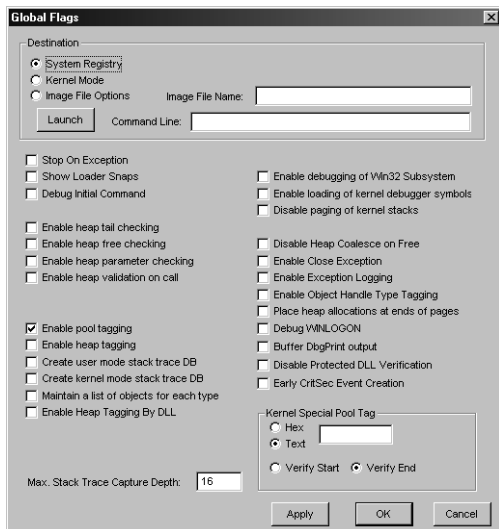 Global Flags
Destination
System Registry
Kernel Mode
Image File Options
Image File Name:
Launch
Command Line:
Stop On Exception
Show Loader Snaps
Debug Initial Command
Enable heap tail checking
Enable heap free checking
Enable heap parameter checking
Enable heap validation on call
Enable pool tagging
Enable heap tagging
Create user mode stack trace DB
Create kernel mode stack trace DB
Maintain a list of objects for each type
Enable Heap Tagging By DLL
Max. Stack Trace Capture Depth:
16
Enable debugging of Win32 Subsystem
Enable loading of kernel debugger symbols
Disable paging of kernel stacks
Disable Heap Coalesce on Free
Enable Close Exception
Enable Exception Logging
Enable Object Handle Type Tagging
Place heap allocations at ends of pages
Debug WINLOGON
Buffer DbgPrint output
Disable Protected DLL Verification
Early CritSec Event Creation
Kernel Special Pool Tag
Hex
Text
Verify Start
Verify End
Apply
OK
Cancel